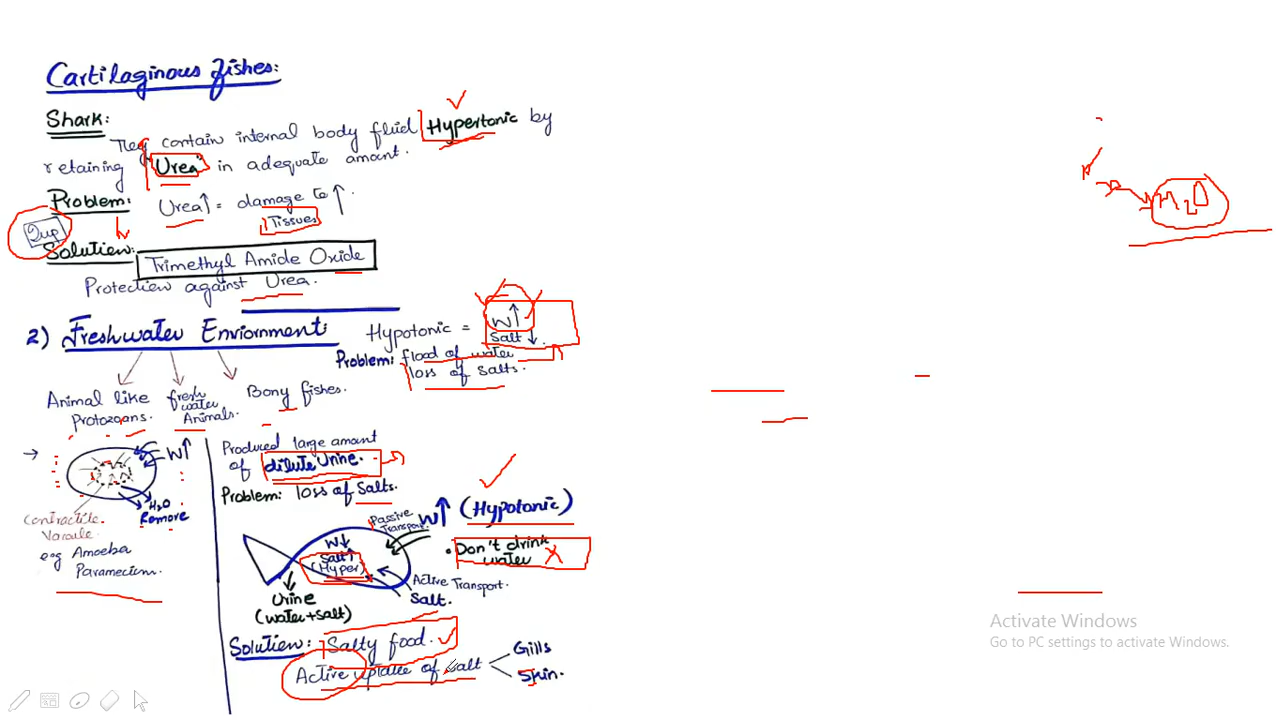 Cartilaginous fishes:
Shark:
They contain internal body fluid Hypertonic by
retaining "Urea" in adequate amant.
Problem: Urea↑ = damage to ↑
Tissues
Solution:
Trimethyl Amide Oxide
Protection against Urea.
2) Freshwater Enviornment:
Hypotonic = W↑
Salt↓.
Problem: flood of water
loss of Salts.
Animal like
Protozoans.
fresh
water
Animals.
Bony fishes.
→
W↑
H₂O
Remove
Contractile
Vacuole
e.g Amoeba
Paramecium.
Produced large amant
of dilute Urine.
Problem: loss of Salts.
Passive
Transport
W↑ (Hypotonic)
• Don't drink
water X
W↓
Salt↑
(Hyper)
Active Transport.
Salt.
Urine
(water+salt)
Solution: Salty food.
Active uptake of salt
Gills
Skin.
H₂O
Activate Windows
Go to PC settings to activate Windows.